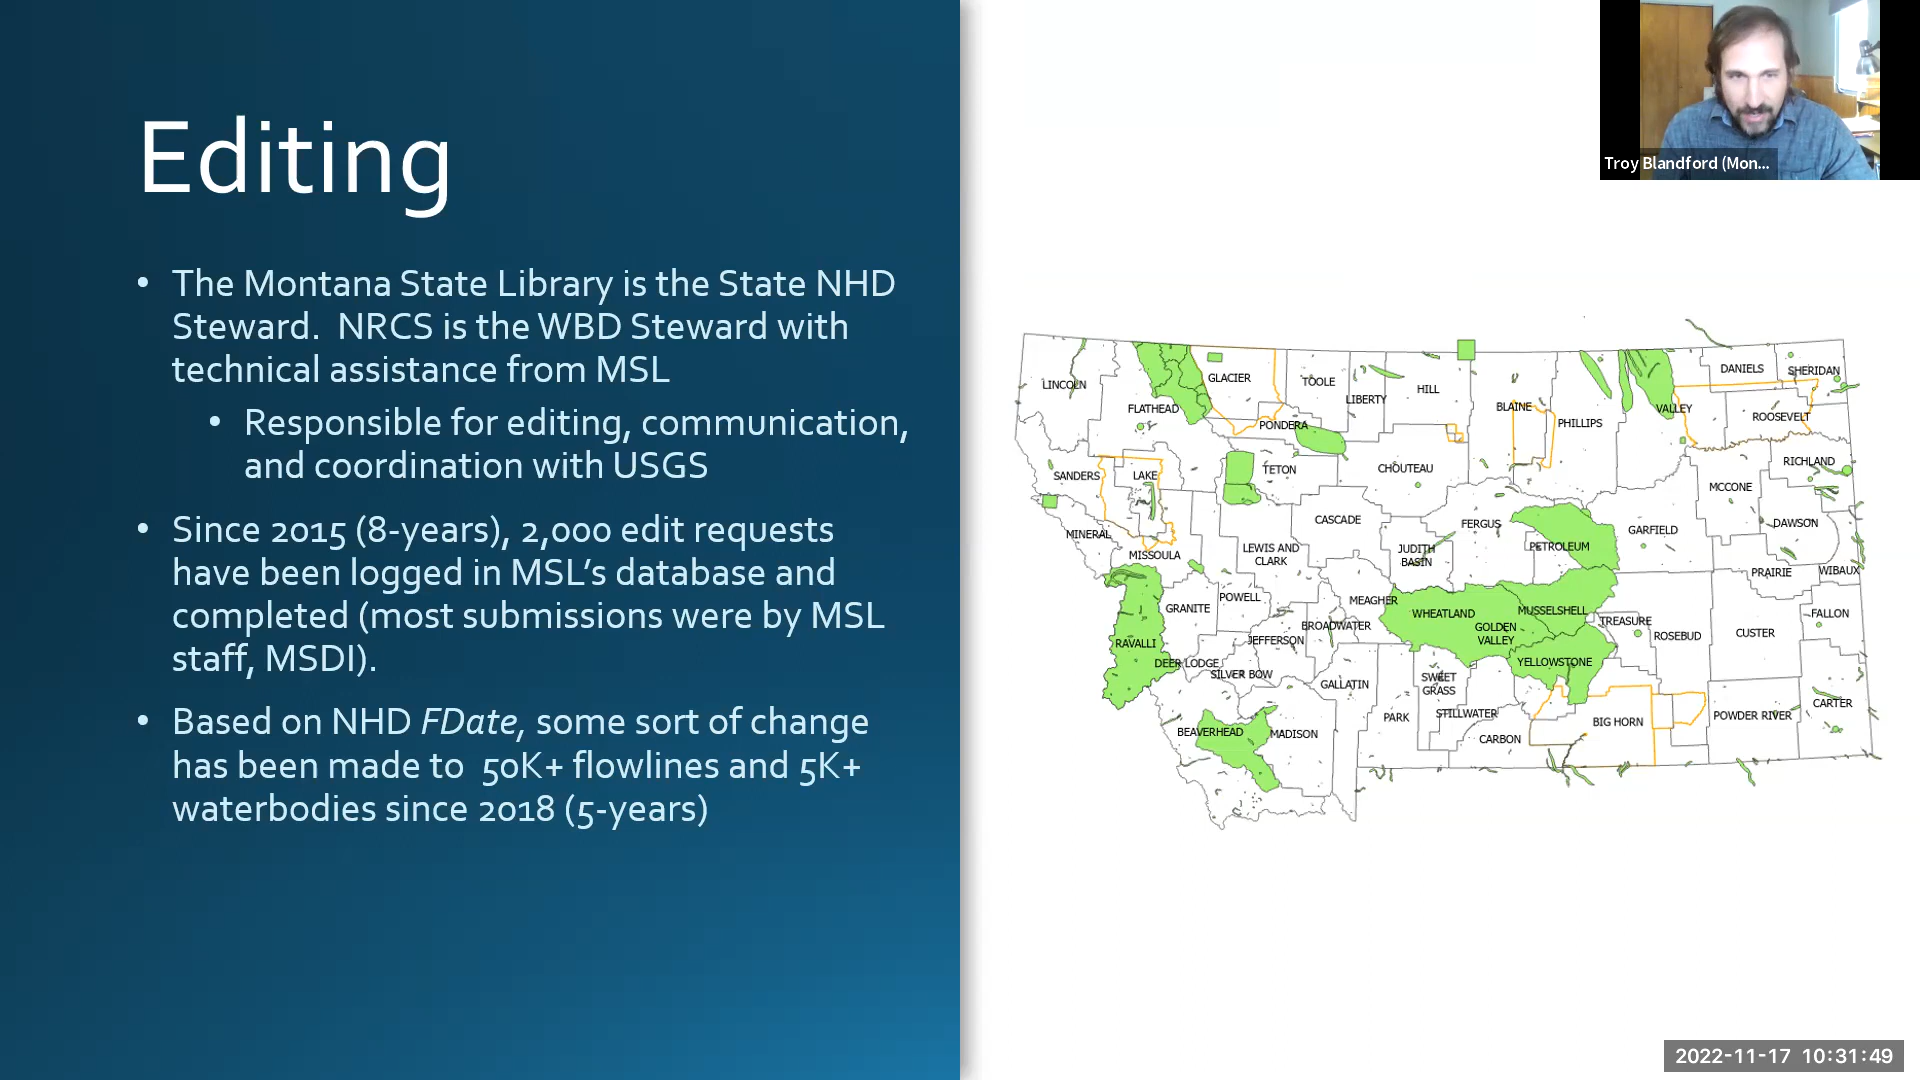 Editing
• The Montana State Library is the State NHD
Steward.  NRCS is the WBD Steward with
technical assistance from MSL
• Responsible for editing, communication,
and coordination with USGS
• Since 2015 (8-years), 2,000 edit requests
have been logged in MSL’s database and
completed (most submissions were by MSL
staff, MSDI).
• Based on NHD FDate, some sort of change
has been made to  50K+ flowlines and 5K+
waterbodies since 2018 (5-years)
Troy Blandford (Mon...
LINCOLN
FLATHEAD
GLACIER
TOOLE
LIBERTY
HILL
BLAINE
PHILLIPS
VALLEY
DANIELS
SHERIDAN
ROOSEVELT
PONDERA
SANDERS
LAKE
TETON
CHOUTEAU
RICHLAND
MCCONE
MINERAL
MISSOULA
CASCADE
FERGUS
PETROLEUM
GARFIELD
DAWSON
LEWIS AND
CLARK
JUDITH
BASIN
PRAIRIE
WIBAUX
GRANITE
POWELL
MEAGHER
WHEATLAND
GOLDEN
VALLEY
MUSSELSHELL
TREASURE
ROSEBUD
CUSTER
FALLON
BROADWATER
JEFFERSON
RAVALLI
DEER LODGE
SILVER BOW
GALLATIN
SWEET
GRASS
YELLOWSTONE
BEAVERHEAD
MADISON
PARK
STILLWATER
CARBON
BIG HORN
POWDER RIVER
CARTER
2022-11-17 10:31:49